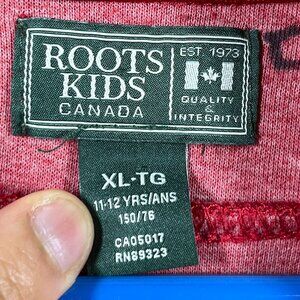 ROOTS
KIDS
CANADA
EST 1973
QUALITY
&
INTEGRITY
XL-TG
11-12 YRS/ANS
150/76
CA05017
RN89323